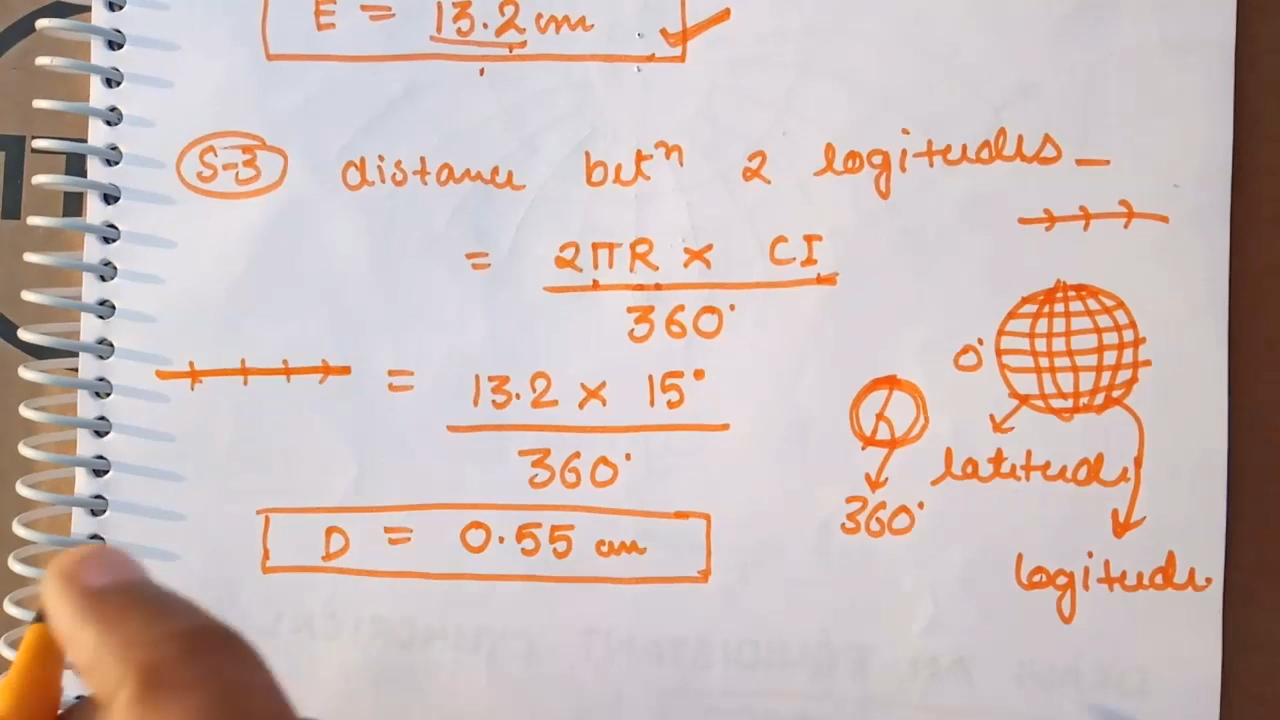 E = 13.2 cm
S-3 distance betⁿ 2 logitudes -
= 2πR × CI
360°
= 13.2 × 15°
360°
D = 0.55 cm
0°
latitude
360°
logitude